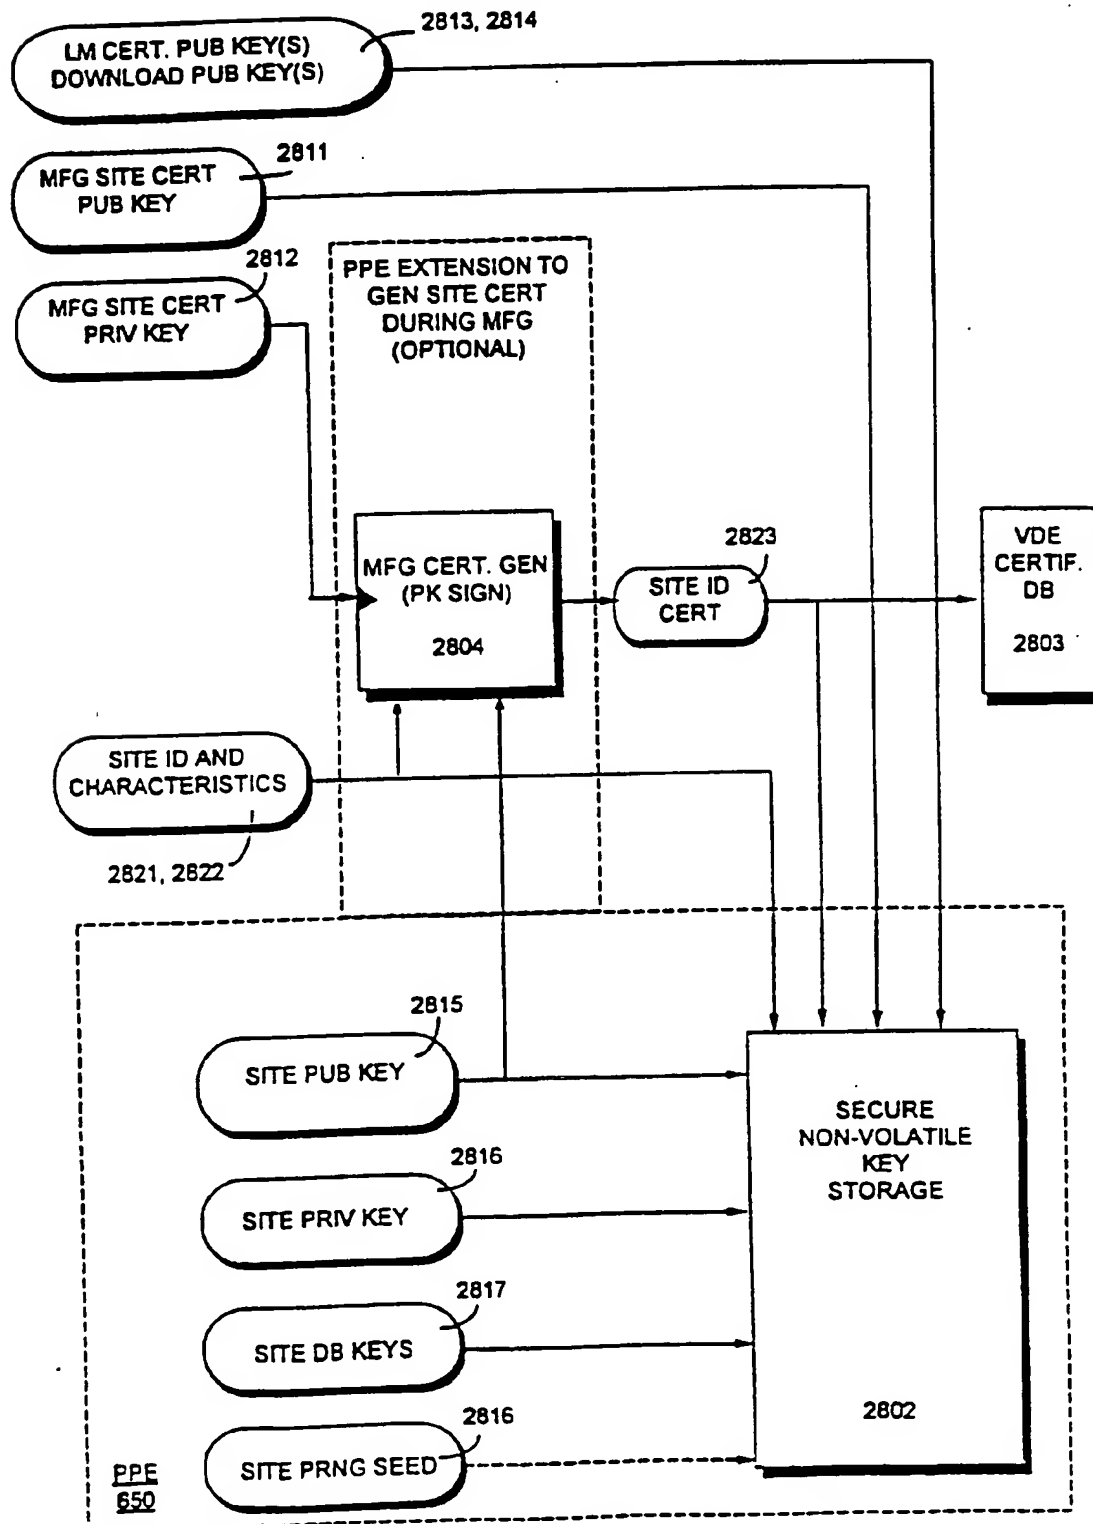 2813, 2814
LM CERT. PUB KEY(S)
DOWNLOAD PUB KEY(S)
2811
MFG SITE CERT
PUB KEY
2812
MFG SITE CERT
PRIV KEY
PPE EXTENSION TO
GEN SITE CERT
DURING MFG
(OPTIONAL)
MFG CERT. GEN
(PK SIGN)
2804
2823
SITE ID
CERT
VDE
CERTIF.
DB
2803
SITE ID AND
CHARACTERISTICS
2821, 2822
2815
SITE PUB KEY
2816
SITE PRIV KEY
2817
SITE DB KEYS
2816
SITE PRNG SEED
SECURE
NON-VOLATILE
KEY
STORAGE
2802
PPE
650